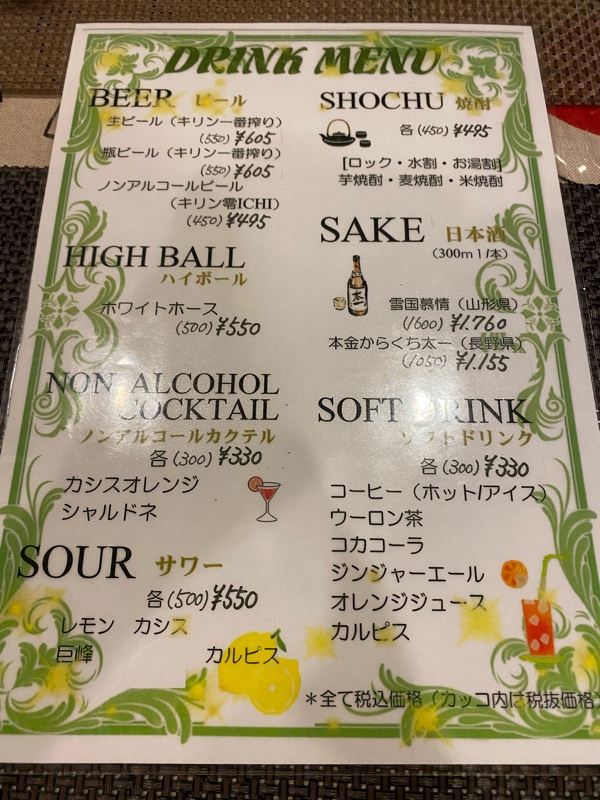 DRINK MENU
BEER ビール
生ビール（キリン一番搾り）
(550) ¥605
瓶ビール（キリン一番搾り）
(550) ¥605
ノンアルコールビール
（キリン零ICHI）
(450) ¥495
HIGH BALL
ハイボール
ホワイトホース
(500) ¥550
NON ALCOHOL
COCKTAIL
ノンアルコールカクテル
各(300) ¥330
カシスオレンジ
シャルドネ
SOUR サワー
各(500) ¥550
レモン カシス
巨峰 カルピス
SHOCHU 焼酎
各(450) ¥495
[ロック・水割・お湯割]
芋焼酎・麦焼酎・米焼酎
SAKE 日本酒
（300ml/本）
雪国慕情（山形県）
(1600) ¥1.760
本金からくち太一（長野県）
(1050) ¥1.155
SOFT DRINK
ソフトドリンク
各(300) ¥330
コーヒー（ホット/アイス）
ウーロン茶
コカコーラ
ジンジャーエール
オレンジジュース
カルピス
＊全て税込価格（カッコ内は税抜価格）